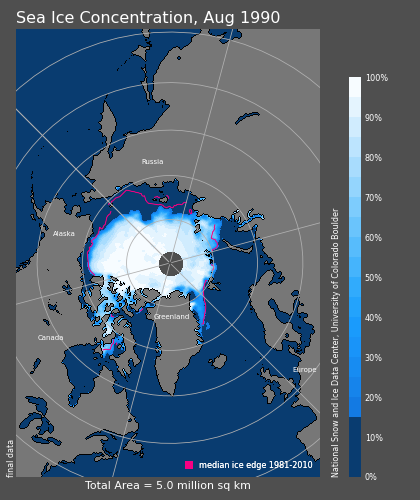 Sea Ice Concentration, Aug 1990
Russia
Alaska
Greenland
Canada
Europe
median ice edge 1981-2010
Total Area = 5.0 million sq km
final data
100%
90%
80%
70%
60%
50%
40%
30%
20%
10%
0%
National Snow and Ice Data Center, University of Colorado Boulder